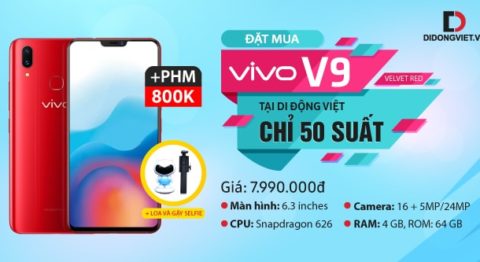 DIDONGVIET.V
ĐẶT MUA
vivo V9
VELVET RED
TẠI DI ĐỘNG VIỆT
CHỈ 50 SUẤT
+PHM
800K
vivo
vivo
+ LOA VÀ GẬY SELFIE
Giá: 7.990.000đ
• Màn hình: 6.3 inches
• Camera: 16 + 5MP/24MP
• CPU: Snapdragon 626
• RAM: 4 GB, ROM: 64 GB